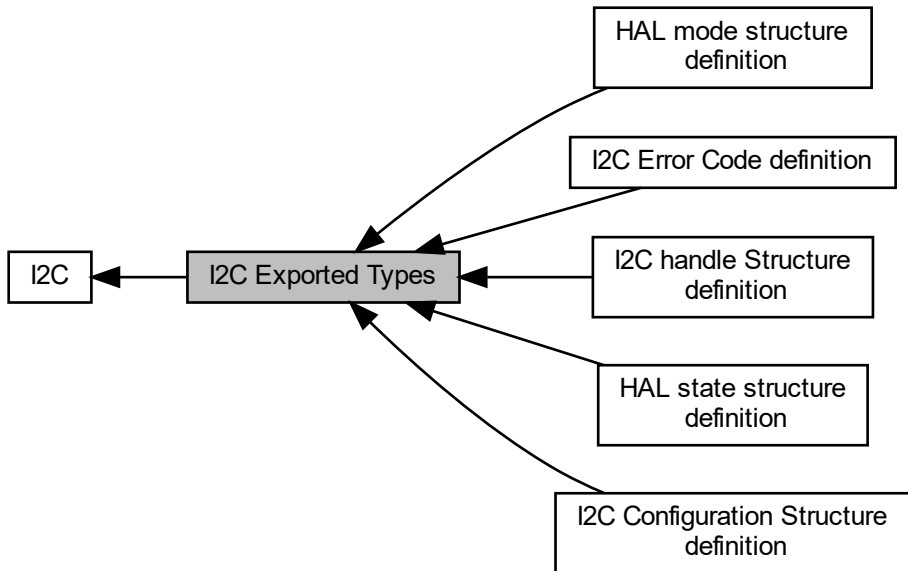 HAL mode structure
definition
I2C Error Code definition
I2C handle Structure
definition
I2C
I2C Exported Types
HAL state structure
definition
I2C Configuration Structure
definition